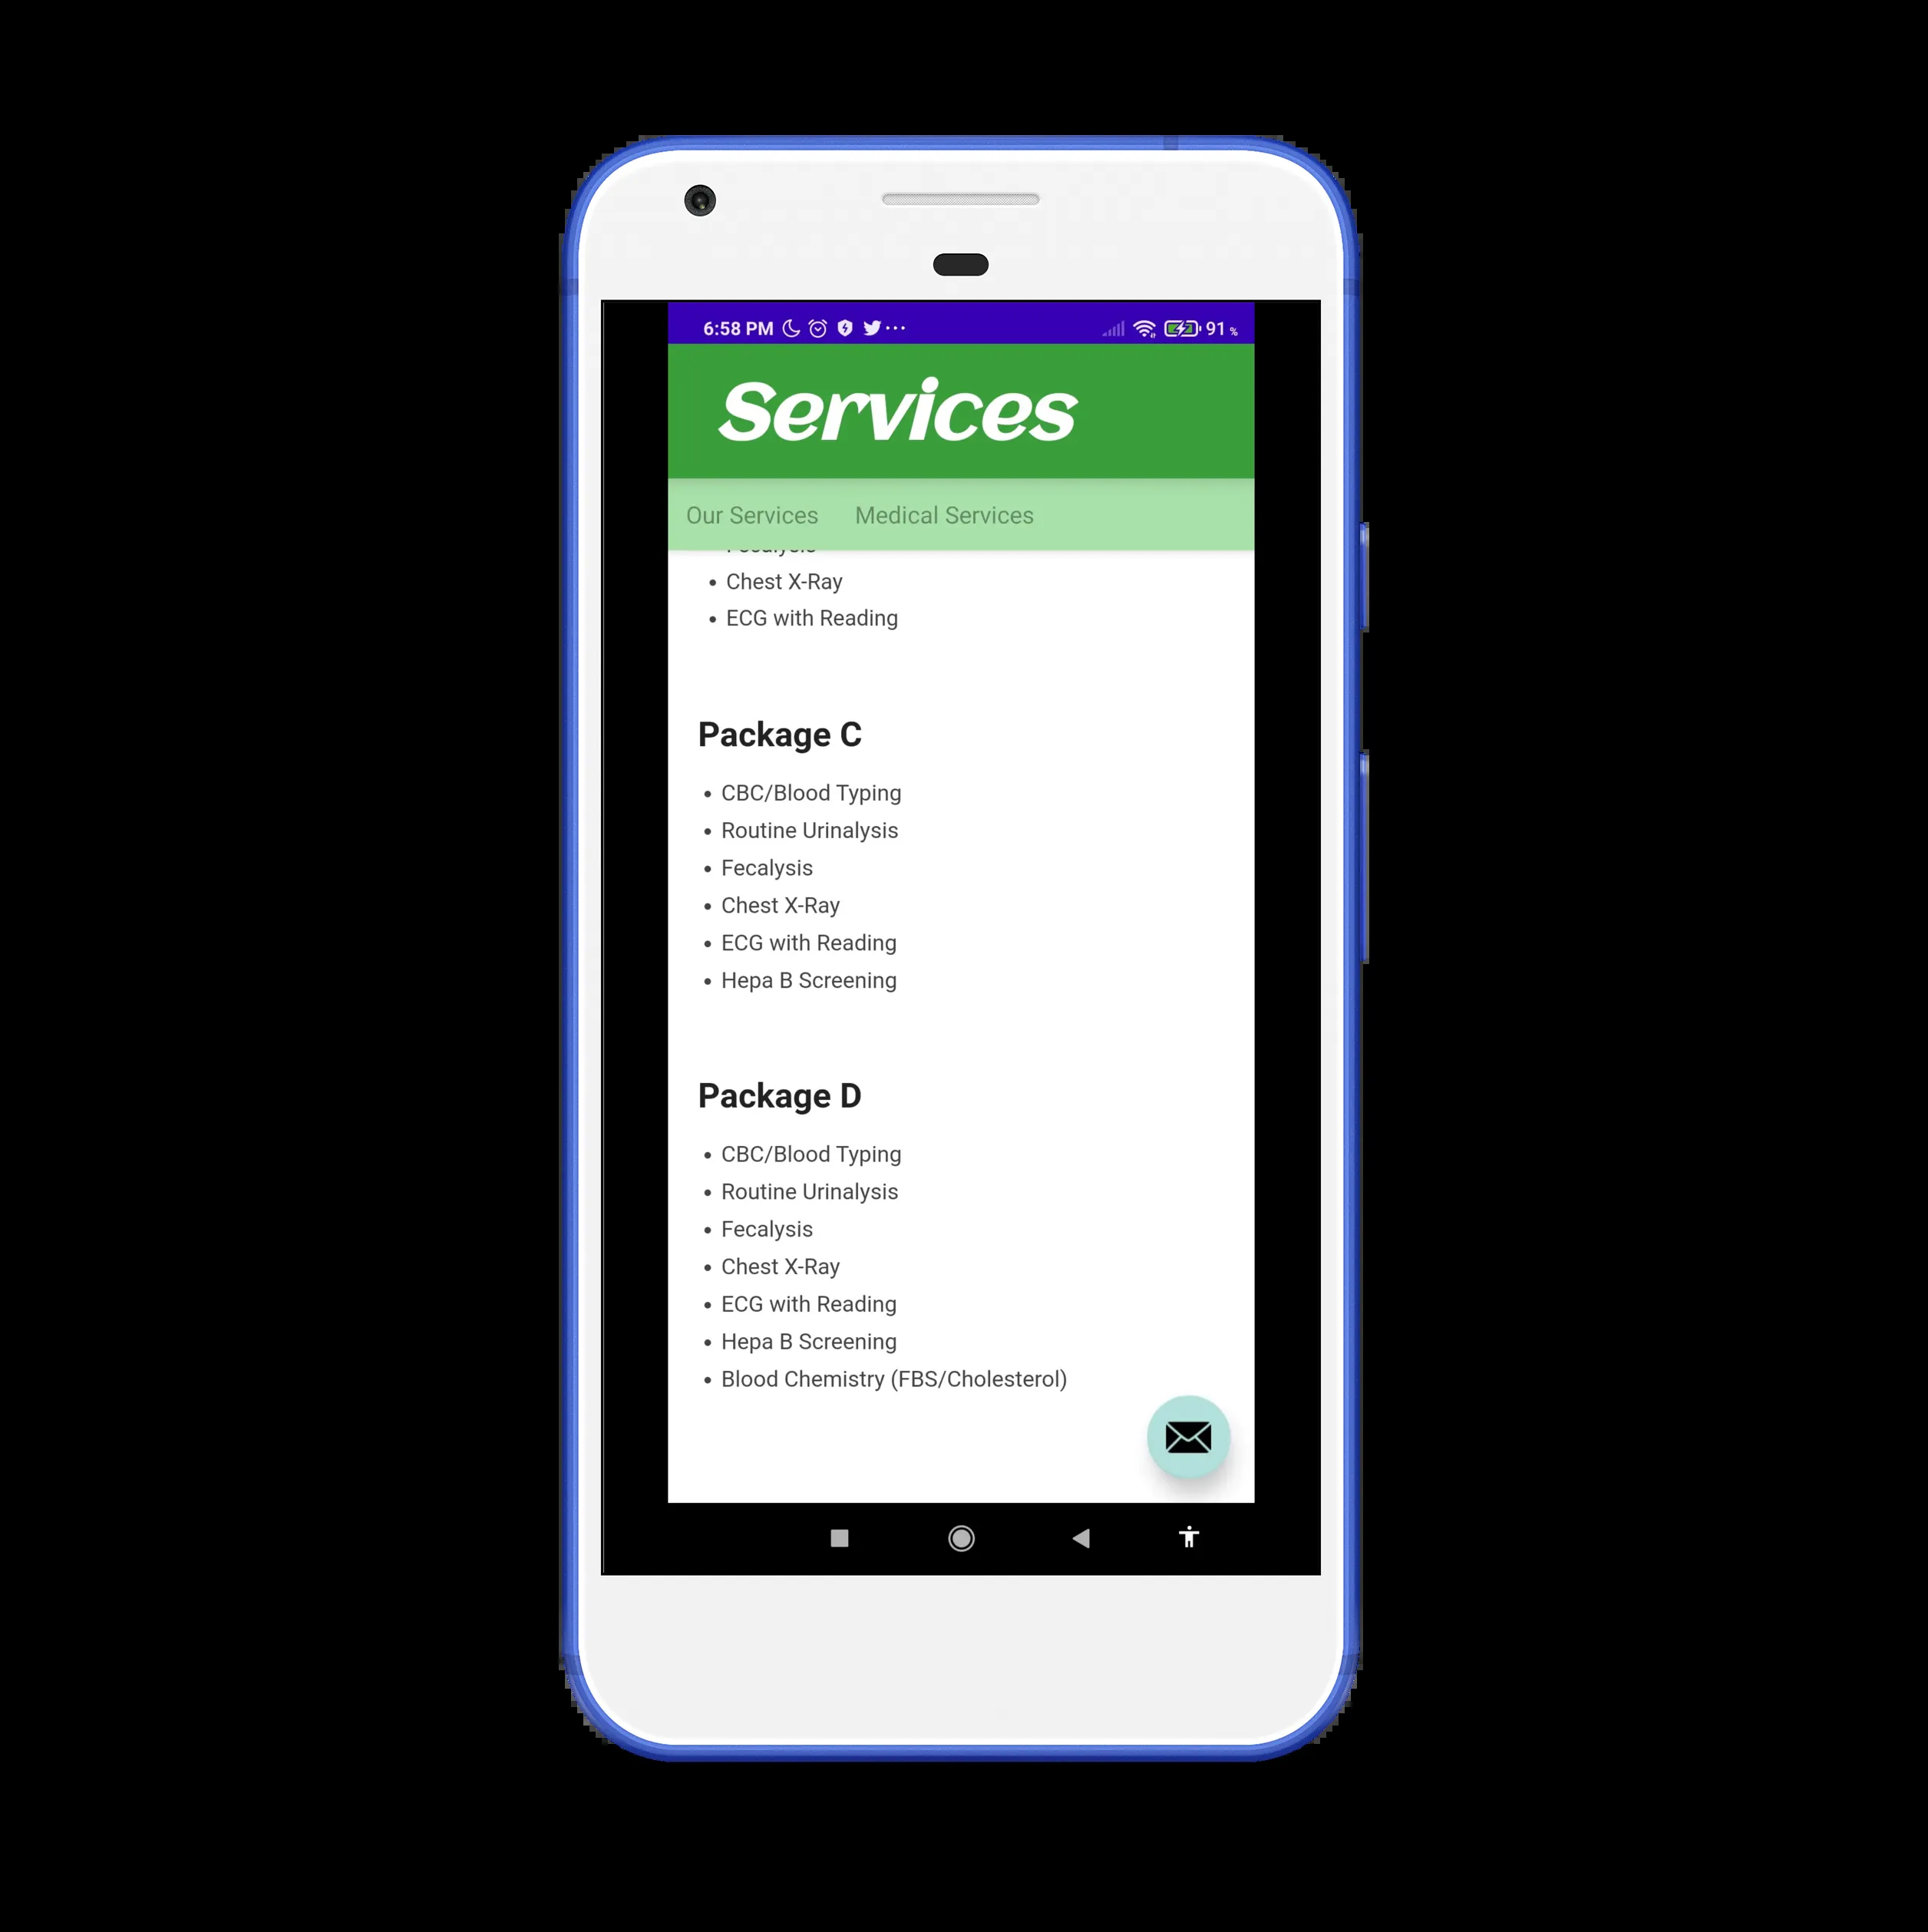 6:58 PM
91 %
Services
Our Services Medical Services
Chest X-Ray
ECG with Reading
Package C
CBC/Blood Typing
Routine Urinalysis
Fecalysis
Chest X-Ray
ECG with Reading
Hepa B Screening
Package D
CBC/Blood Typing
Routine Urinalysis
Fecalysis
Chest X-Ray
ECG with Reading
Hepa B Screening
Blood Chemistry (FBS/Cholesterol)